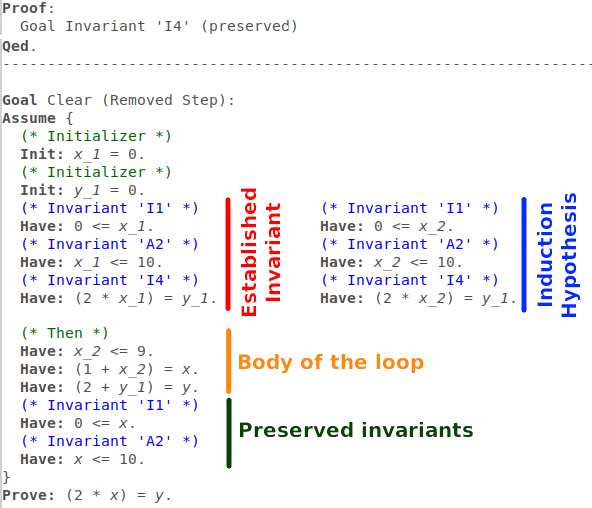 Proof:
Goal Invariant 'I4' (preserved)
Qed.
------------------------------------------------------------------
Goal Clear (Removed Step):
Assume {
(* Initializer *)
Init: x_1 = 0.
(* Initializer *)
Init: y_1 = 0.
(* Invariant 'I1' *)
Have: 0 <= x_1.
(* Invariant 'A2' *)
Have: x_1 <= 10.
(* Invariant 'I4' *)
Have: (2 * x_1) = y_1.
Established
Invariant
(* Invariant 'I1' *)
Have: 0 <= x_2.
(* Invariant 'A2' *)
Have: x_2 <= 10.
(* Invariant 'I4' *)
Have: (2 * x_2) = y_1.
Induction
Hypothesis
(* Then *)
Have: x_2 <= 9.
Have: (1 + x_2) = x.
Have: (2 + y_1) = y.
Body of the loop
(* Invariant 'I1' *)
Have: 0 <= x.
(* Invariant 'A2' *)
Have: x <= 10.
Preserved invariants
}
Prove: (2 * x) = y.